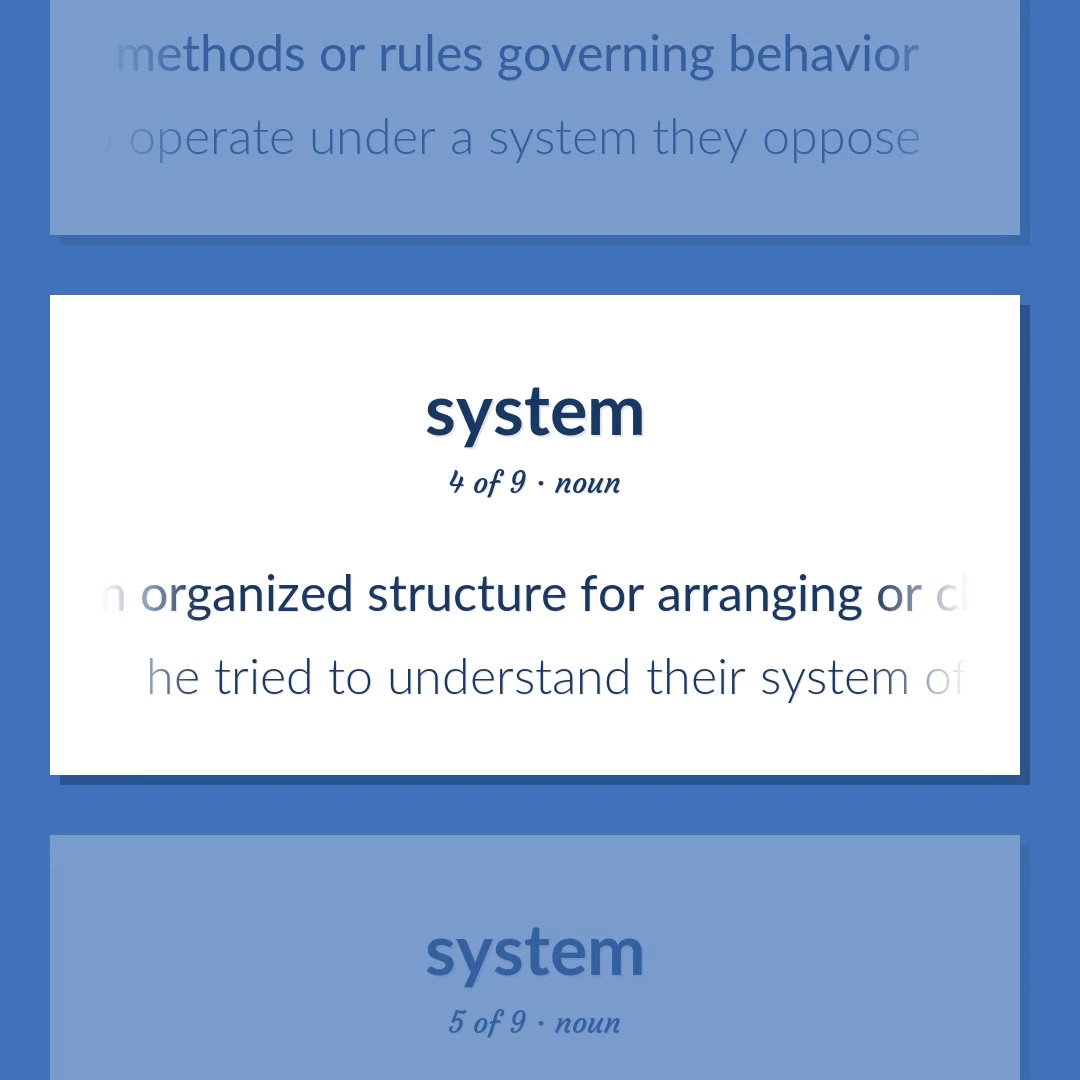 methods or rules governing behavior
operate under a system they oppose
system
4 of 9 · noun
organized structure for arranging or
he tried to understand their system of
system
5 of 9 · noun